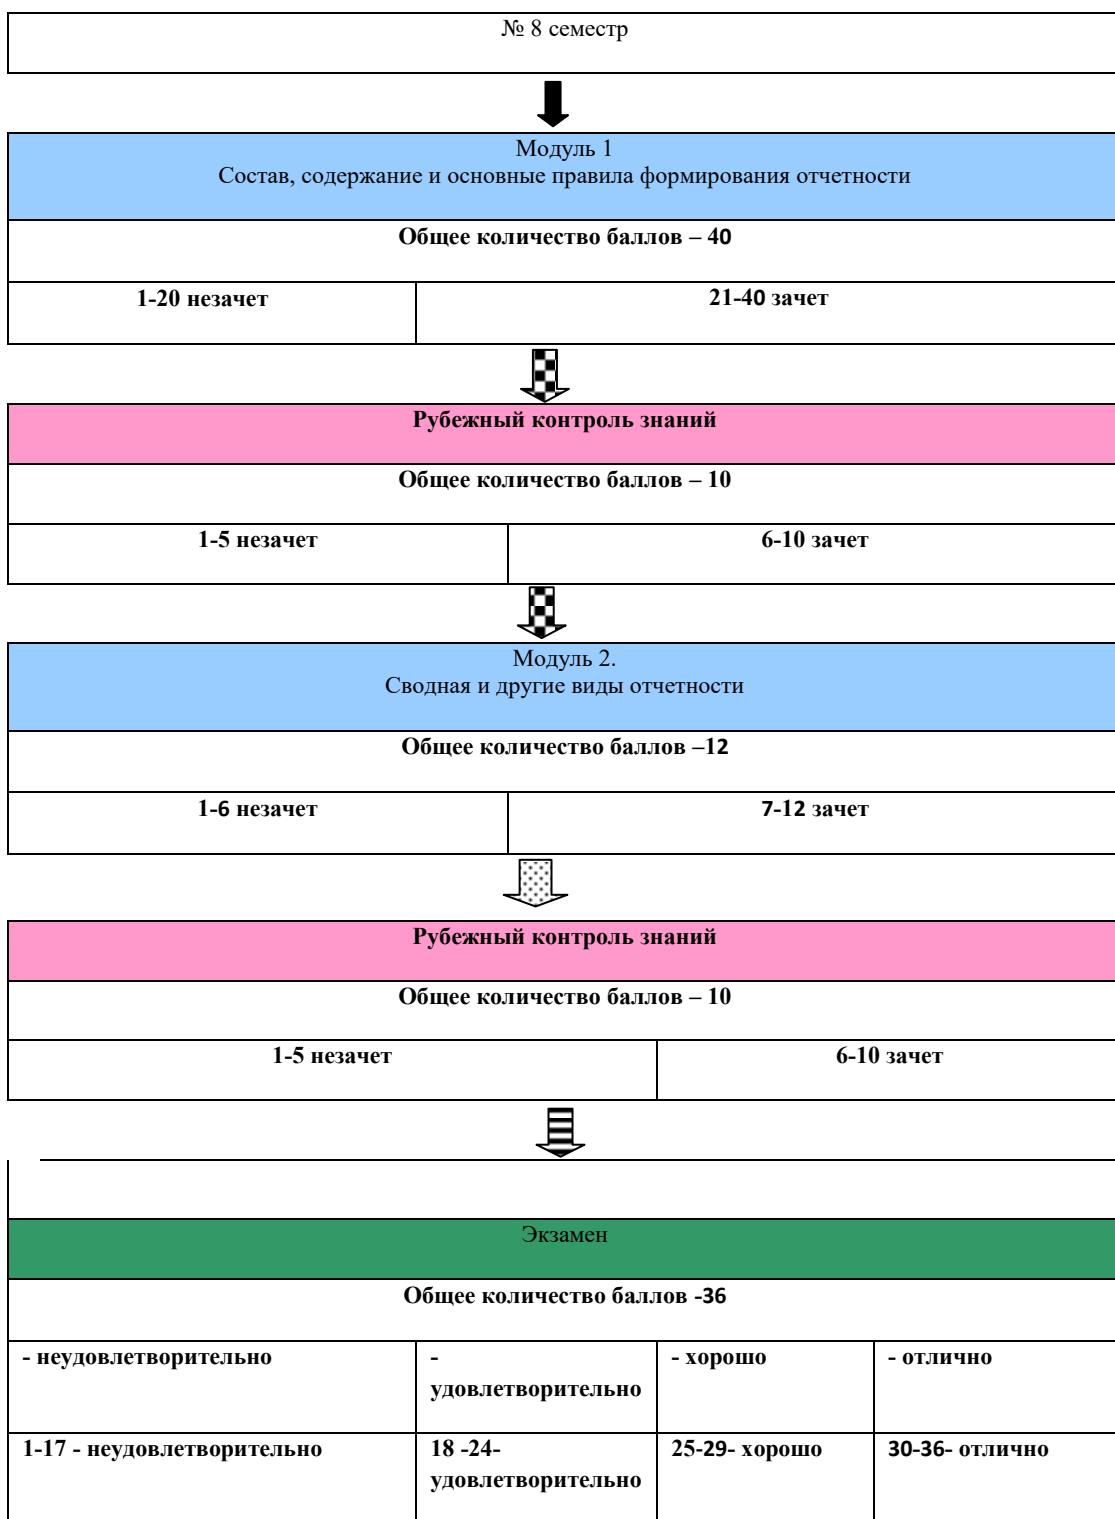 № 8 семестр
Модуль 1
Состав, содержание и основные правила формирования отчетности
Общее количество баллов – 40
1-20 незачет
21-40 зачет
Рубежный контроль знаний
Общее количество баллов – 10
1-5 незачет
6-10 зачет
Модуль 2.
Сводная и другие виды отчетности
Общее количество баллов –12
1-6 незачет
7-12 зачет
Рубежный контроль знаний
Общее количество баллов – 10
1-5 незачет
6-10 зачет
Экзамен
Общее количество баллов -36
- неудовлетворительно
-
удовлетворительно
- хорошо
- отлично
1-17 - неудовлетворительно
18 -24-
удовлетворительно
25-29- хорошо
30-36- отлично